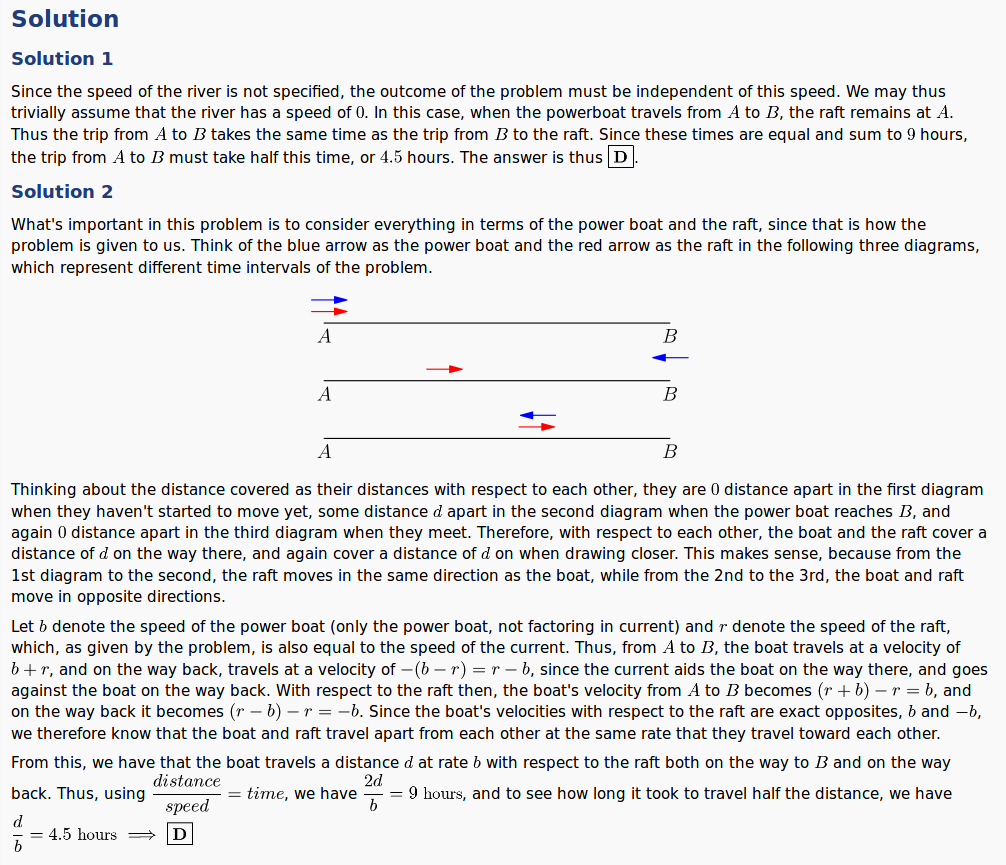 Solution
Solution 1
Since the speed of the river is not specified, the outcome of the problem must be independent of this speed. We may thus
trivially assume that the river has a speed of 0. In this case, when the powerboat travels from A to B, the raft remains at A.
Thus the trip from A to B takes the same time as the trip from B to the raft. Since these times are equal and sum to 9 hours,
the trip from A to B must take half this time, or 4.5 hours. The answer is thus D.
Solution 2
What's important in this problem is to consider everything in terms of the power boat and the raft, since that is how the
problem is given to us. Think of the blue arrow as the power boat and the red arrow as the raft in the following three diagrams,
which represent different time intervals of the problem.
A B
A B
A B
Thinking about the distance covered as their distances with respect to each other, they are 0 distance apart in the first diagram
when they haven't started to move yet, some distance d apart in the second diagram when the power boat reaches B, and
again 0 distance apart in the third diagram when they meet. Therefore, with respect to each other, the boat and the raft cover a
distance of d on the way there, and again cover a distance of d on when drawing closer. This makes sense, because from the
1st diagram to the second, the raft moves in the same direction as the boat, while from the 2nd to the 3rd, the boat and raft
move in opposite directions.
Let b denote the speed of the power boat (only the power boat, not factoring in current) and r denote the speed of the raft,
which, as given by the problem, is also equal to the speed of the current. Thus, from A to B, the boat travels at a velocity of
b + r, and on the way back, travels at a velocity of −(b − r) = r − b, since the current aids the boat on the way there, and goes
against the boat on the way back. With respect to the raft then, the boat's velocity from A to B becomes (r + b) − r = b, and
on the way back it becomes (r − b) − r = −b. Since the boat's velocities with respect to the raft are exact opposites, b and −b,
we therefore know that the boat and raft travel apart from each other at the same rate that they travel toward each other.
From this, we have that the boat travels a distance d at rate b with respect to the raft both on the way to B and on the way
back. Thus, using distance/speed = time, we have 2d/b = 9 hours, and to see how long it took to travel half the distance, we have
d/b = 4.5 hours ⟹ D